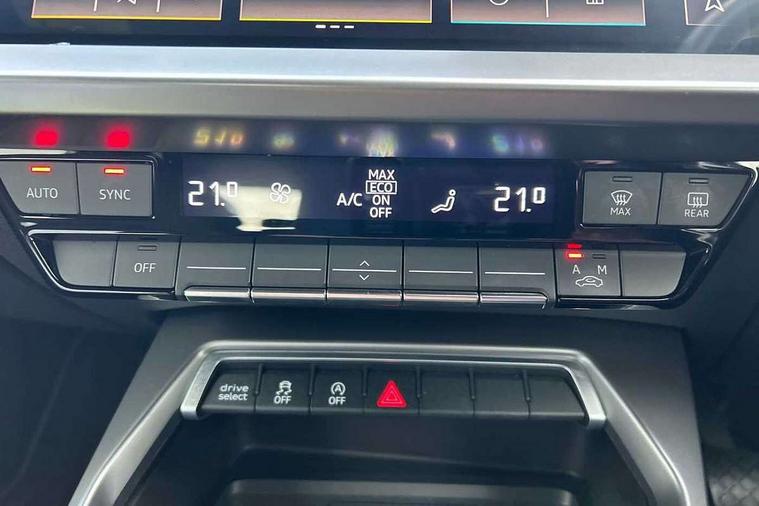 AUTO
SYNC
21.0
A/C
MAX
ECO
ON
OFF
21.0
MAX
REAR
OFF
A M
drive
select
OFF
A
OFF